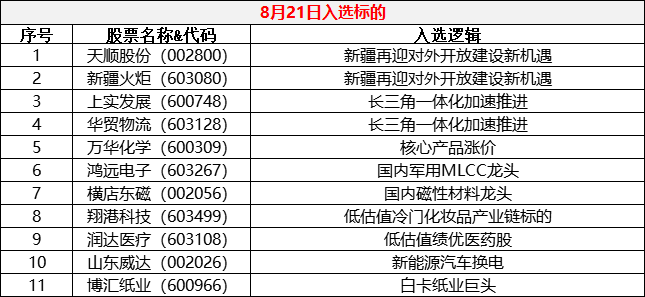 8月21日入选标的
序号 股票名称&代码 入选逻辑
1 天顺股份（002800） 新疆再迎对外开放建设新机遇
2 新疆火炬（603080） 新疆再迎对外开放建设新机遇
3 上实发展（600748） 长三角一体化加速推进
4 华贸物流（603128） 长三角一体化加速推进
5 万华化学（600309） 核心产品涨价
6 鸿远电子（603267） 国内军用MLCC龙头
7 横店东磁（002056） 国内磁性材料龙头
8 翔港科技（603499） 低估值冷门化妆品产业链标的
9 润达医疗（603108） 低估值绩优医药股
10 山东威达（002026） 新能源汽车换电
11 博汇纸业（600966） 白卡纸业巨头